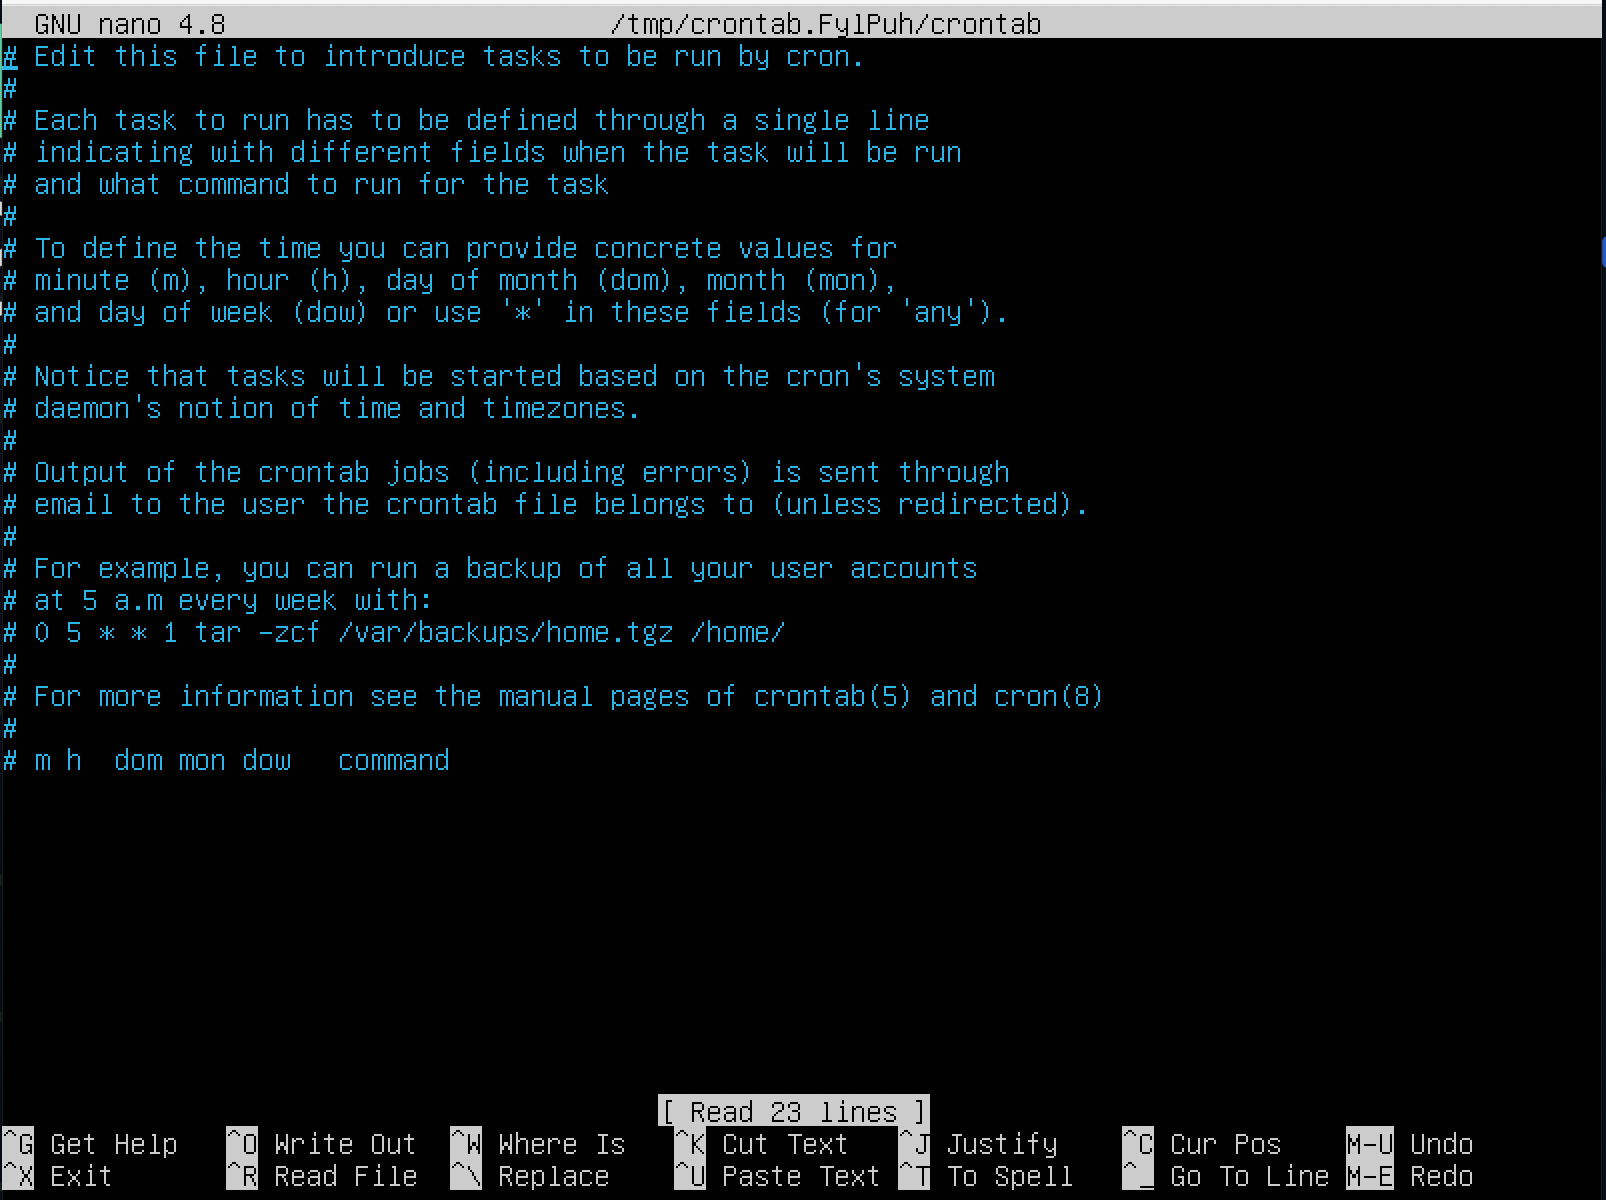 GNU nano 4.8 /tmp/crontab.FylPuh/crontab
# Edit this file to introduce tasks to be run by cron.
#
# Each task to run has to be defined through a single line
# indicating with different fields when the task will be run
# and what command to run for the task
#
# To define the time you can provide concrete values for
# minute (m), hour (h), day of month (dom), month (mon),
# and day of week (dow) or use '*' in these fields (for 'any').
#
# Notice that tasks will be started based on the cron's system
# daemon's notion of time and timezones.
#
# Output of the crontab jobs (including errors) is sent through
# email to the user the crontab file belongs to (unless redirected).
#
# For example, you can run a backup of all your user accounts
# at 5 a.m every week with:
# 0 5 * * 1 tar -zcf /var/backups/home.tgz /home/
#
# For more information see the manual pages of crontab(5) and cron(8)
#
# m h  dom mon dow   command
[ Read 23 lines ]
^G Get Help ^O Write Out ^W Where Is ^K Cut Text ^J Justify ^C Cur Pos M-U Undo
^X Exit ^R Read File ^\ Replace ^U Paste Text ^T To Spell ^_ Go To Line M-E Redo